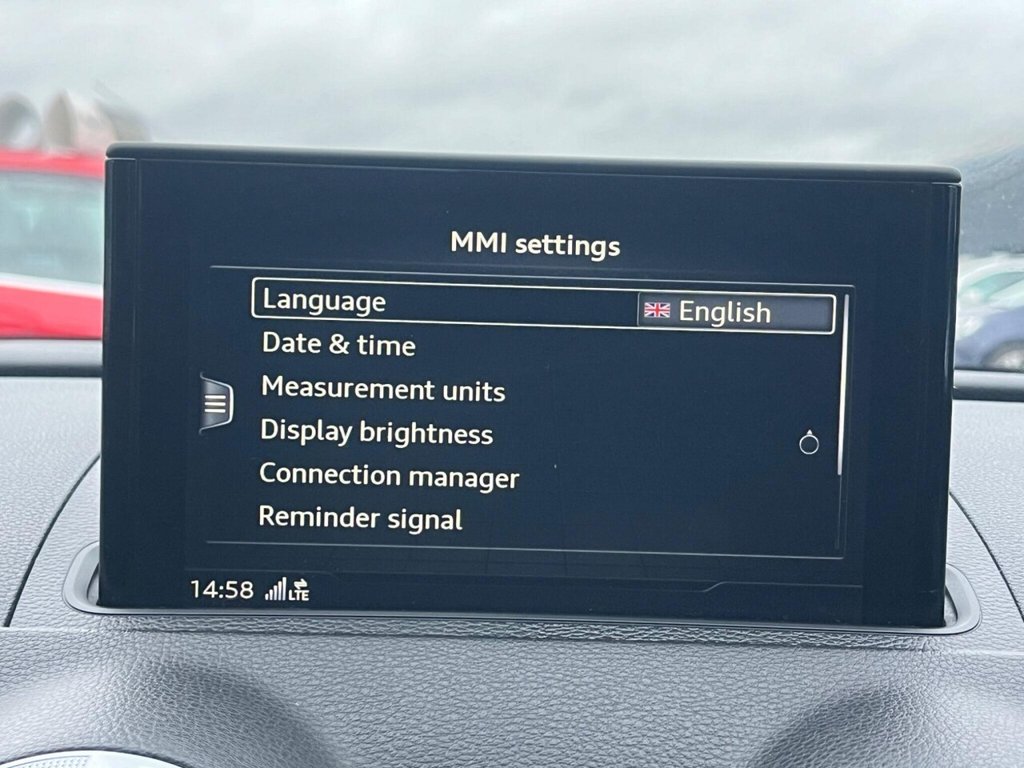 MMI settings
Language English
Date & time
Measurement units
Display brightness
Connection manager
Reminder signal
14:58 LTE